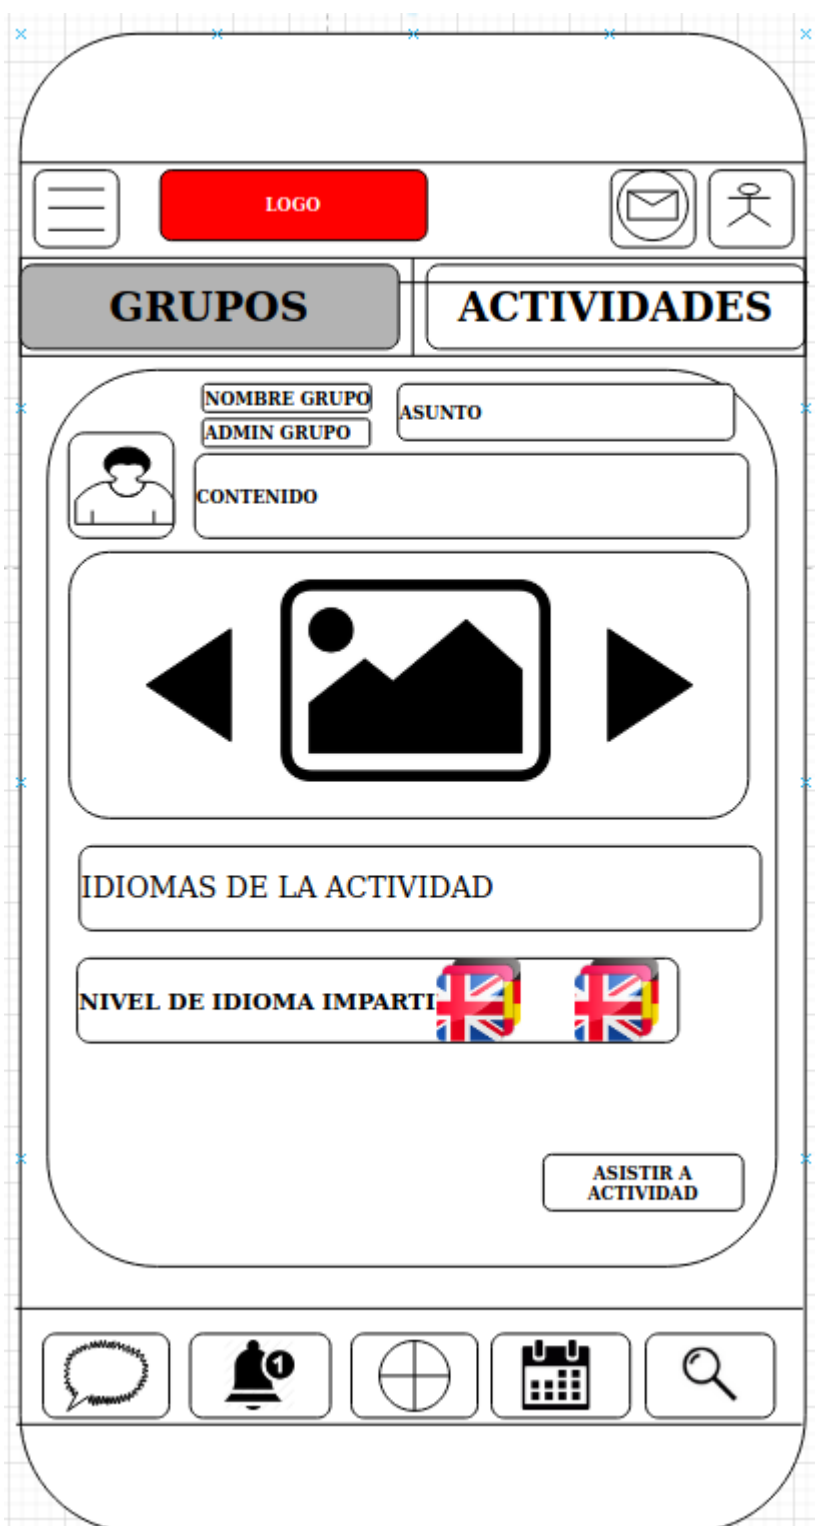 LOGO
GRUPOS
ACTIVIDADES
NOMBRE GRUPO
ASUNTO
ADMIN GRUPO
CONTENIDO
IDIOMAS DE LA ACTIVIDAD
NIVEL DE IDIOMA IMPARTI
ASISTIR A
ACTIVIDAD
1